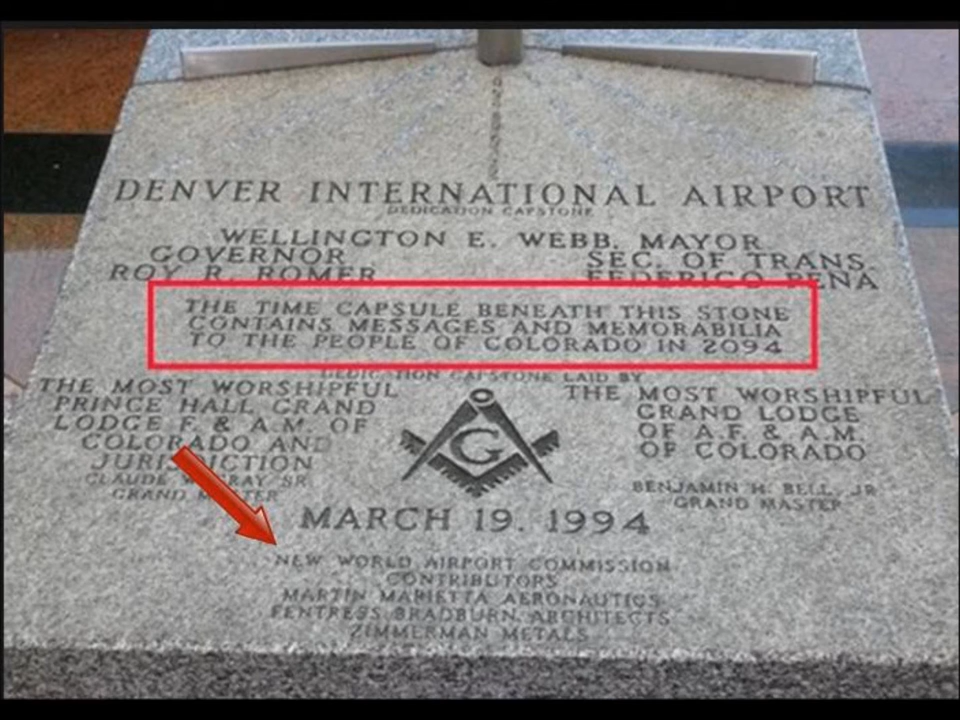 DENVER INTERNATIONAL AIRPORT
DEDICATION CAPSTONE
WELLINGTON E. WEBB, MAYOR
GOVERNOR
ROY R. ROMER
SEC. OF TRANS.
FEDERICO PENA
THE TIME CAPSULE BENEATH THIS STONE
CONTAINS MESSAGES AND MEMORABILIA
TO THE PEOPLE OF COLORADO IN 2094
DEDICATION CAPSTONE LAID BY
THE MOST WORSHIPFUL
PRINCE HALL GRAND
LODGE F. & A.M. OF
COLORADO AND
JURISDICTION
CLAUDE W. GRAY SR.
GRAND MASTER
G
THE MOST WORSHIPFUL
GRAND LODGE
OF A.F. & A.M.
OF COLORADO
BENJAMIN H. BELL, JR
GRAND MASTER
MARCH 19, 1994
NEW WORLD AIRPORT COMMISSION
CONTRIBUTORS
MARTIN MARIETTA AERONAUTICS
FENTRESS BRADBURN ARCHITECTS
ZIMMERMAN METALS